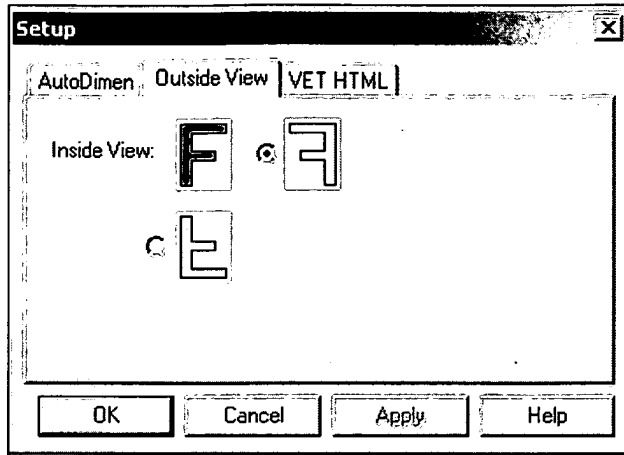 Setup
AutoDimen Outside View VET HTML
Inside View: F
OK Cancel Apply Help